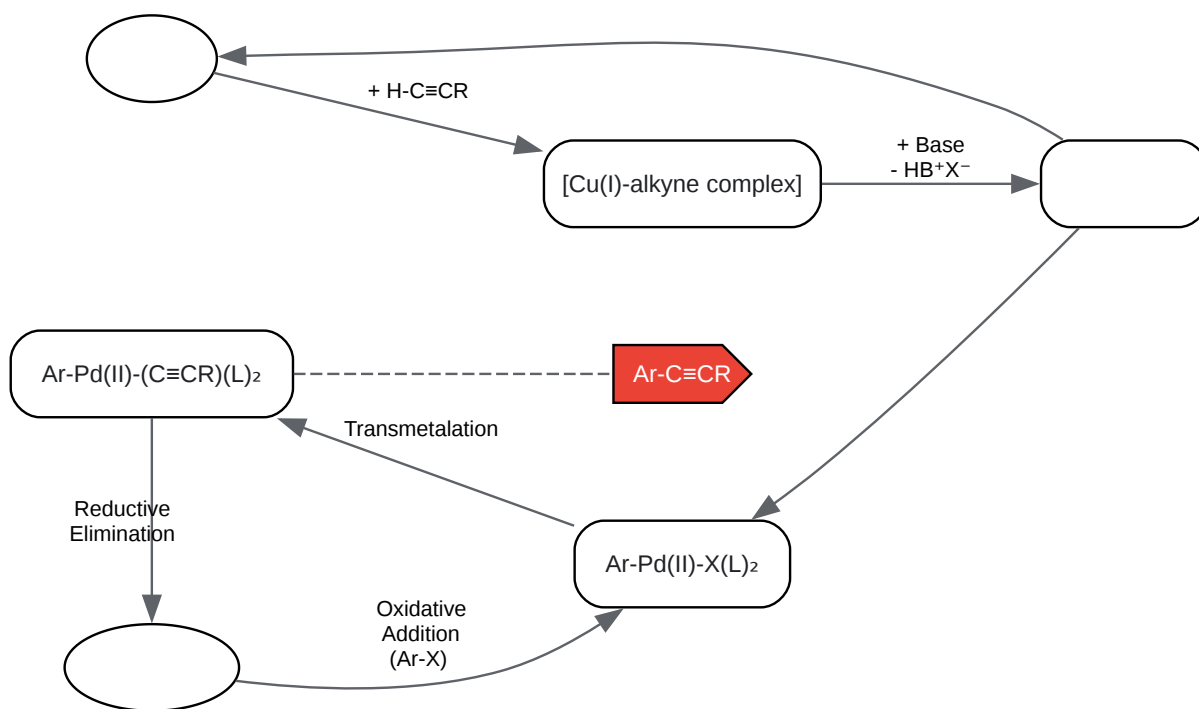 + H-C≡CR
[Cu(I)-alkyne complex]
+ Base
- HB⁺X⁻
Ar-Pd(II)-(C≡CR)(L)₂
Ar-C≡CR
Transmetalation
Reductive
Elimination
Ar-Pd(II)-X(L)₂
Oxidative
Addition
(Ar-X)